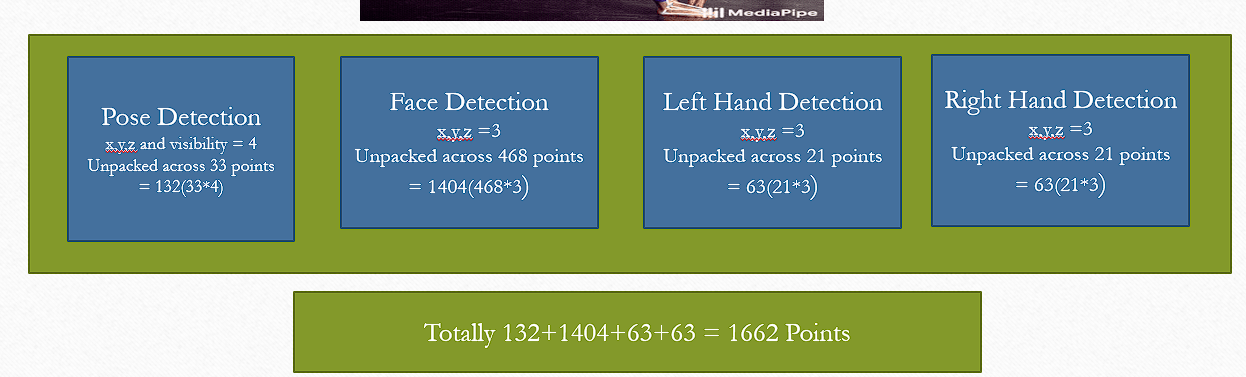 MediaPipe
Pose Detection
x,y,z and visibility = 4
Unpacked across 33 points
= 132(33*4)
Face Detection
x,y,z =3
Unpacked across 468 points
= 1404(468*3)
Left Hand Detection
x,y,z =3
Unpacked across 21 points
= 63(21*3)
Right Hand Detection
x,y,z =3
Unpacked across 21 points
= 63(21*3)
Totally 132+1404+63+63 = 1662 Points